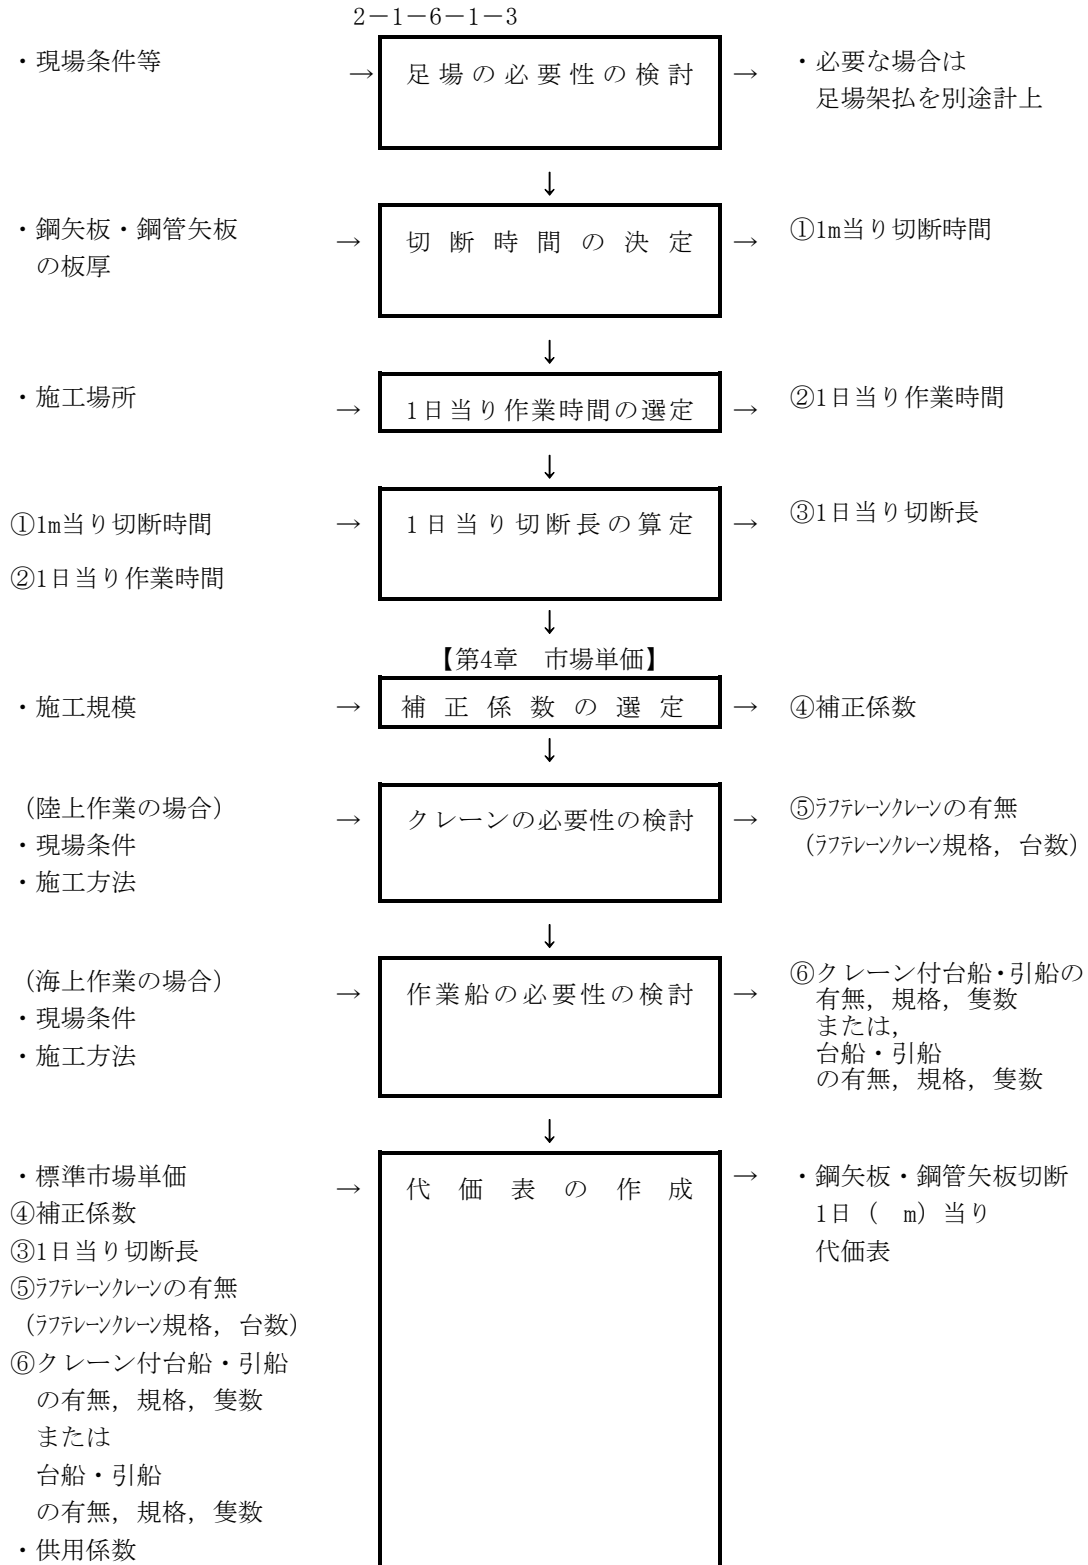 2－1－6－1－3
・現場条件等 → 足場の必要性の検討 → ・必要な場合は
足場架払を別途計上
↓
・鋼矢板・鋼管矢板
の板厚 → 切断時間の決定 → ①1m当り切断時間
↓
・施工場所 → 1日当り作業時間の選定 → ②1日当り作業時間
↓
①1m当り切断時間 → 1日当り切断長の算定 → ③1日当り切断長
②1日当り作業時間
↓
【第4章　市場単価】
・施工規模 → 補正係数の選定 → ④補正係数
↓
（陸上作業の場合） → クレーンの必要性の検討 → ⑤ﾗﾌﾃﾚｰﾝｸﾚｰﾝの有無
・現場条件 （ﾗﾌﾃﾚｰﾝｸﾚｰﾝ規格，台数）
・施工方法
↓
（海上作業の場合） → 作業船の必要性の検討 → ⑥クレーン付台船・引船の
有無，規格，隻数
・現場条件 または，
・施工方法 台船・引船
の有無，規格，隻数
↓
・標準市場単価 → 代価表の作成 → ・鋼矢板・鋼管矢板切断
④補正係数 1日（　m）当り
③1日当り切断長 代価表
⑤ﾗﾌﾃﾚｰﾝｸﾚｰﾝの有無
（ﾗﾌﾃﾚｰﾝｸﾚｰﾝ規格，台数）
⑥クレーン付台船・引船
の有無，規格，隻数
または
台船・引船
の有無，規格，隻数
・供用係数